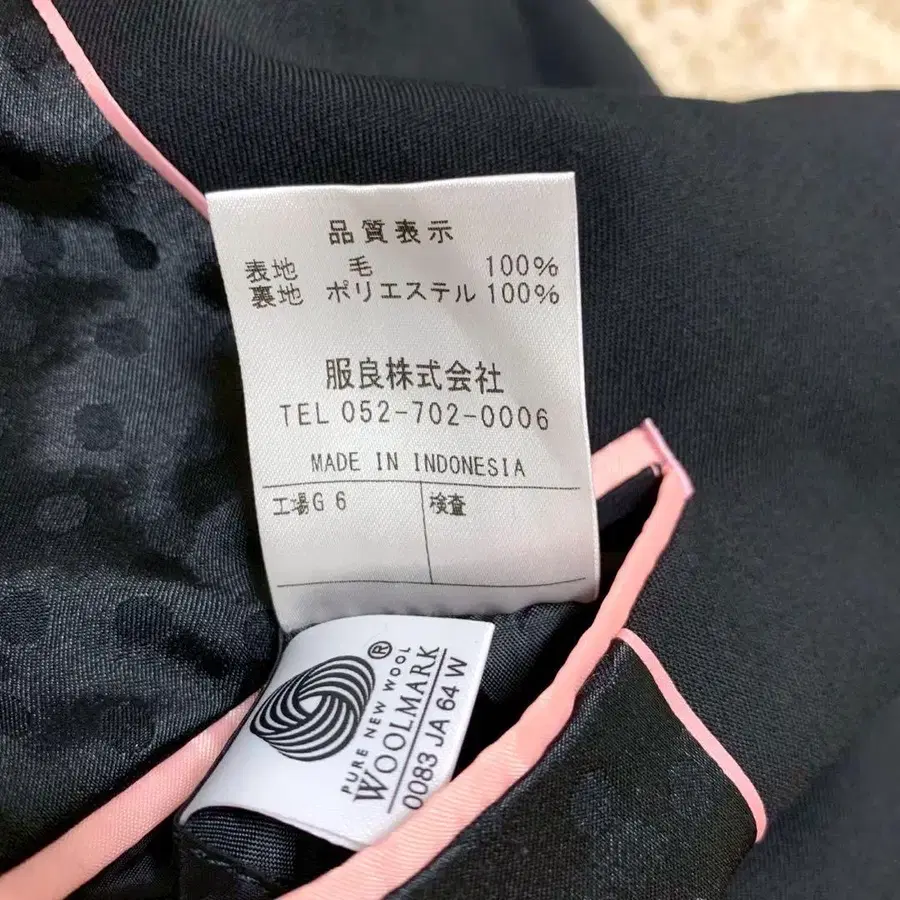 品質表示
表地 毛 100%
裏地 ポリエステル 100%
服良株式会社
TEL 052-702-0006
MADE IN INDONESIA
工場G 6 検査
®
PURE NEW WOOL
WOOLMARK
0083 JA 64 W